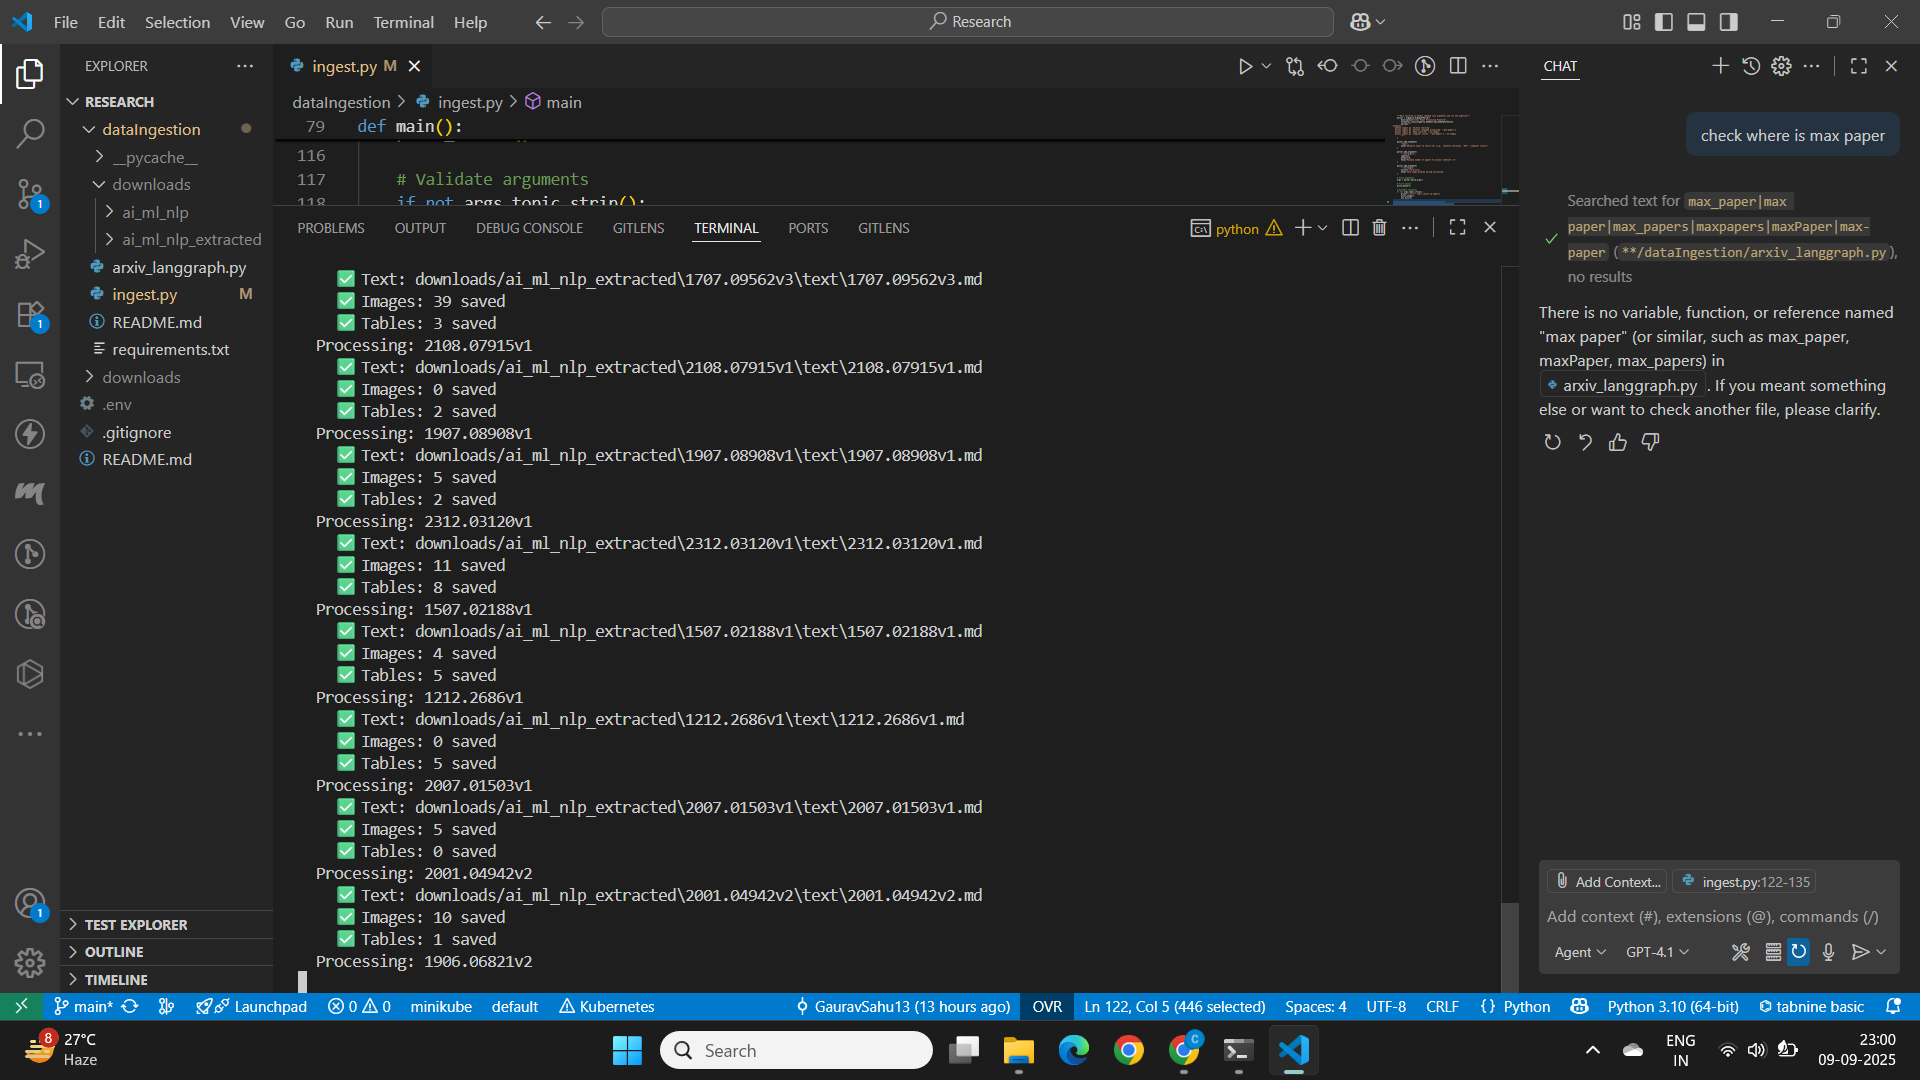 File Edit Selection View Go Run Terminal Help
Research
EXPLORER
RESEARCH
dataIngestion
__pycache__
downloads
ai_ml_nlp
ai_ml_nlp_extracted
arxiv_langgraph.py
ingest.py M
README.md
requirements.txt
downloads
.env
.gitignore
README.md
TEST EXPLORER
OUTLINE
TIMELINE
1
1
1
ingest.py M
dataIngestion > ingest.py > main
79 def main():
116
117 # Validate arguments
118 if not args.topic.strip():
PROBLEMS OUTPUT DEBUG CONSOLE GITLENS TERMINAL PORTS GITLENS
python
✅ Text: downloads/ai_ml_nlp_extracted\1707.09562v3\text\1707.09562v3.md
✅ Images: 39 saved
✅ Tables: 3 saved
Processing: 2108.07915v1
✅ Text: downloads/ai_ml_nlp_extracted\2108.07915v1\text\2108.07915v1.md
✅ Images: 0 saved
✅ Tables: 2 saved
Processing: 1907.08908v1
✅ Text: downloads/ai_ml_nlp_extracted\1907.08908v1\text\1907.08908v1.md
✅ Images: 5 saved
✅ Tables: 2 saved
Processing: 2312.03120v1
✅ Text: downloads/ai_ml_nlp_extracted\2312.03120v1\text\2312.03120v1.md
✅ Images: 11 saved
✅ Tables: 8 saved
Processing: 1507.02188v1
✅ Text: downloads/ai_ml_nlp_extracted\1507.02188v1\text\1507.02188v1.md
✅ Images: 4 saved
✅ Tables: 5 saved
Processing: 1212.2686v1
✅ Text: downloads/ai_ml_nlp_extracted\1212.2686v1\text\1212.2686v1.md
✅ Images: 0 saved
✅ Tables: 5 saved
Processing: 2007.01503v1
✅ Text: downloads/ai_ml_nlp_extracted\2007.01503v1\text\2007.01503v1.md
✅ Images: 5 saved
✅ Tables: 0 saved
Processing: 2001.04942v2
✅ Text: downloads/ai_ml_nlp_extracted\2001.04942v2\text\2001.04942v2.md
✅ Images: 10 saved
✅ Tables: 1 saved
Processing: 1906.06821v2
CHAT
check where is max paper
Searched text for max_paper|max
paper|max_papers|maxpapers|maxPaper|max-
paper (**/dataIngestion/arxiv_langgraph.py),
no results
There is no variable, function, or reference named
"max paper" (or similar, such as max_paper,
maxPaper, max_papers) in
arxiv_langgraph.py . If you meant something
else or want to check another file, please clarify.
Add Context... ingest.py:122-135
Add context (#), extensions (@), commands (/)
Agent GPT-4.1
main* Launchpad 0 0 minikube default Kubernetes GauravSahu13 (13 hours ago) OVR Ln 122, Col 5 (446 selected) Spaces: 4 UTF-8 CRLF {} Python Python 3.10 (64-bit) tabnine basic
8
27°C
Haze
Search
C
ENG
IN
23:00
09-09-2025